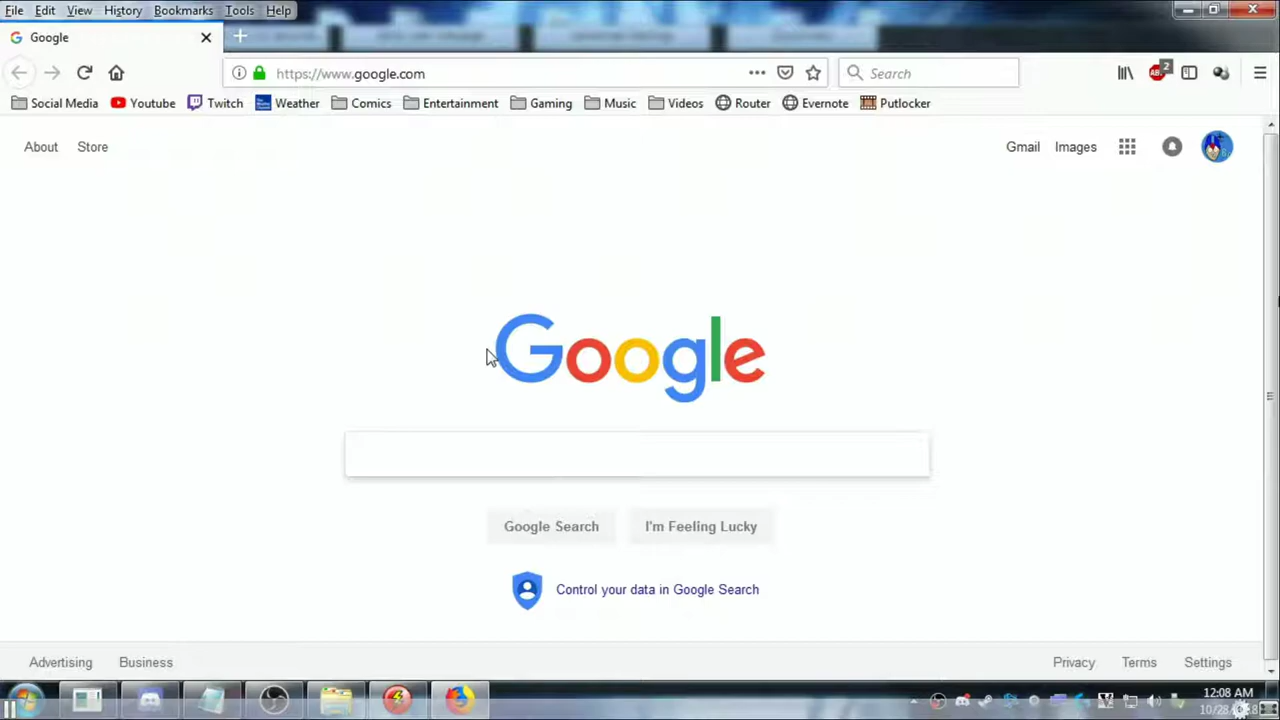 File Edit View History Bookmarks Tools Help
Google
https://www.google.com
Search
2
Social Media Youtube Twitch Weather Comics Entertainment Gaming Music Videos Router Evernote Putlocker
About Store Gmail Images
Google
Google Search I'm Feeling Lucky
Control your data in Google Search
Advertising Business Privacy Terms Settings
12:08 AM